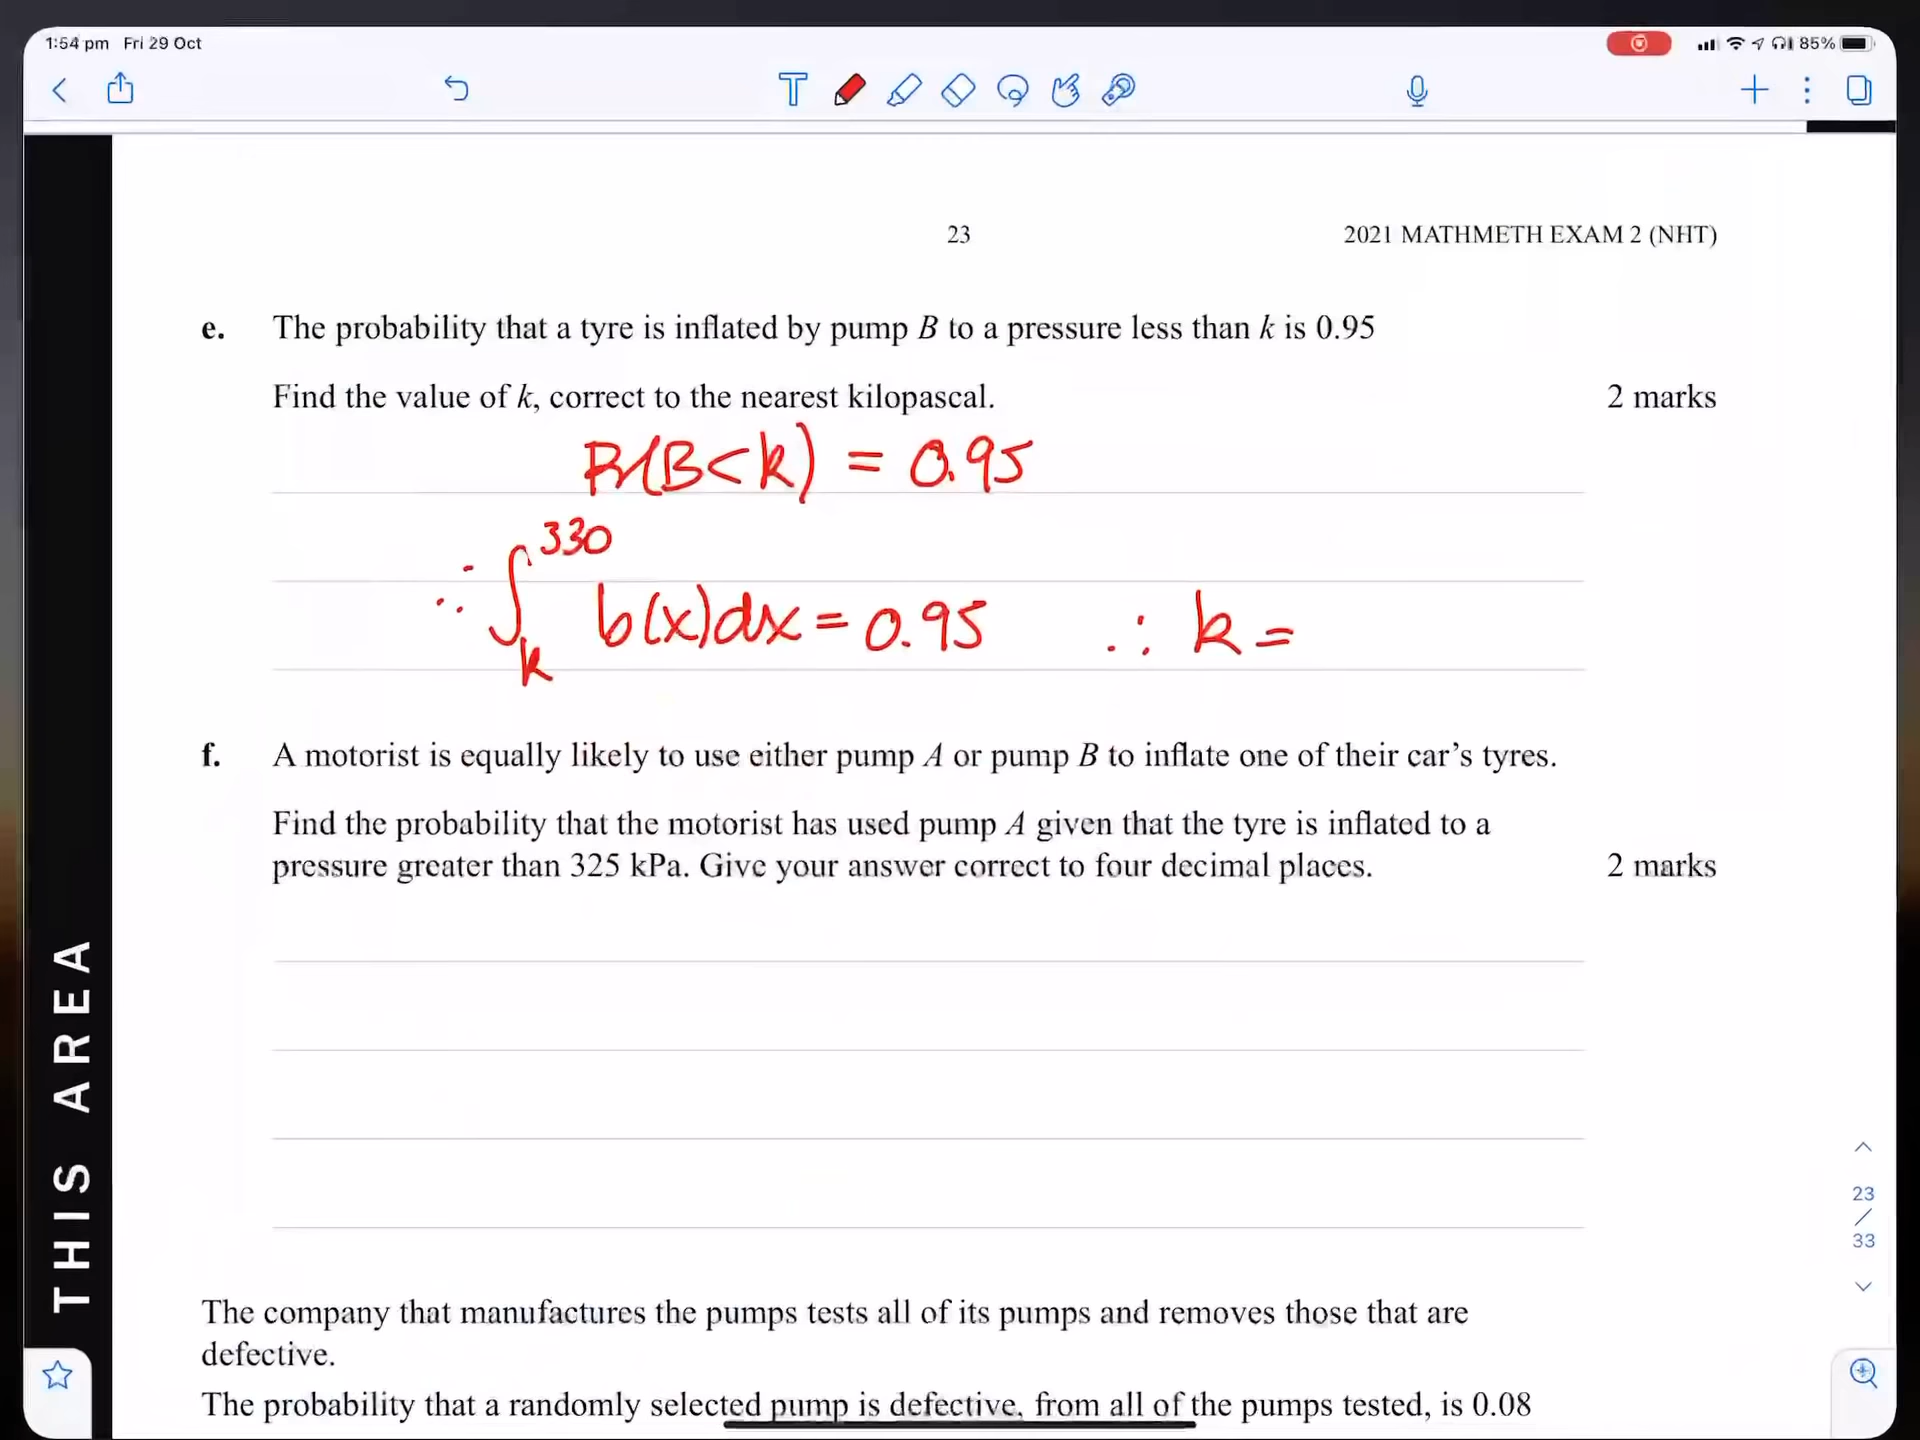 1:54 pm Fri 29 Oct
85%
23
2021 MATHMETH EXAM 2 (NHT)
e. The probability that a tyre is inflated by pump B to a pressure less than k is 0.95
Find the value of k, correct to the nearest kilopascal.
2 marks
Pr(B<k) = 0.95
∴ ∫ₖ³³⁰ b(x)dx = 0.95 ∴ k =
f. A motorist is equally likely to use either pump A or pump B to inflate one of their car's tyres.
Find the probability that the motorist has used pump A given that the tyre is inflated to a
pressure greater than 325 kPa. Give your answer correct to four decimal places.
2 marks
THIS AREA
23
/
33
The company that manufactures the pumps tests all of its pumps and removes those that are
defective.
The probability that a randomly selected pump is defective, from all of the pumps tested, is 0.08